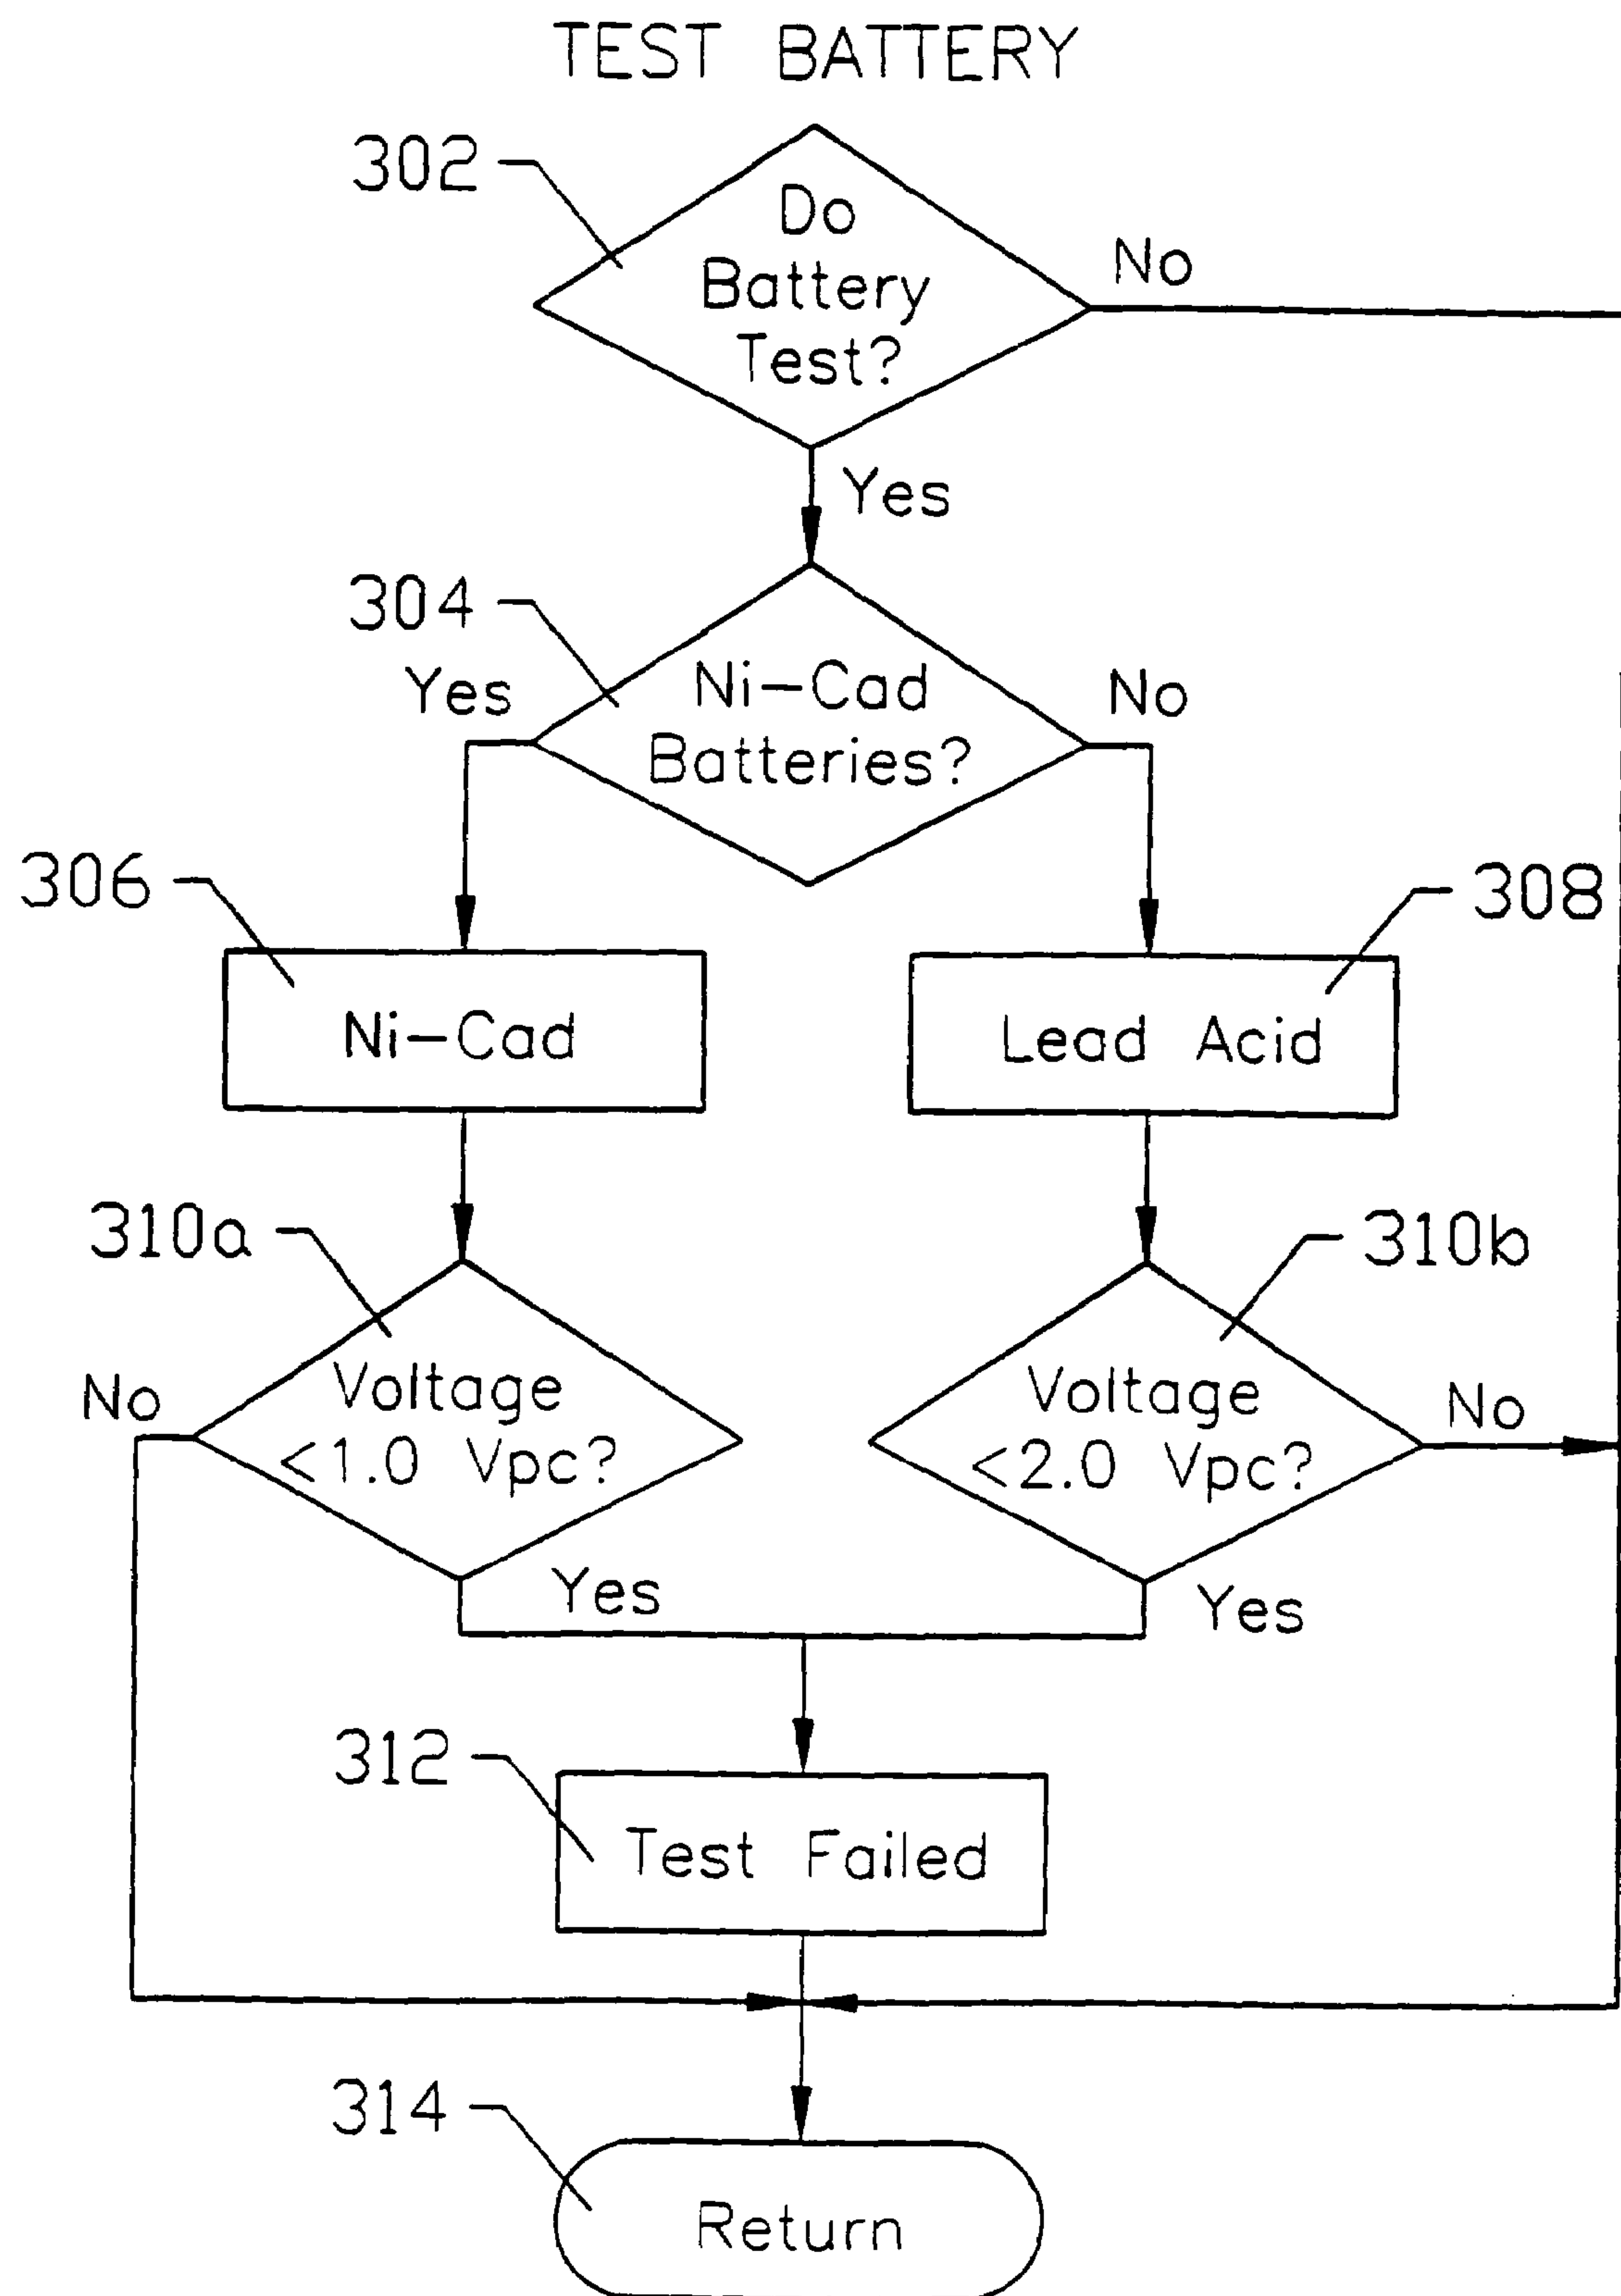 TEST BATTERY
302
Do
Battery
Test?
No
Yes
304
Yes
Ni-Cad
Batteries?
No
306
308
Ni-Cad
Lead Acid
310a
310b
No
Voltage
<1.0 Vpc?
Voltage
<2.0 Vpc?
No
Yes
Yes
312
Test Failed
314
Return